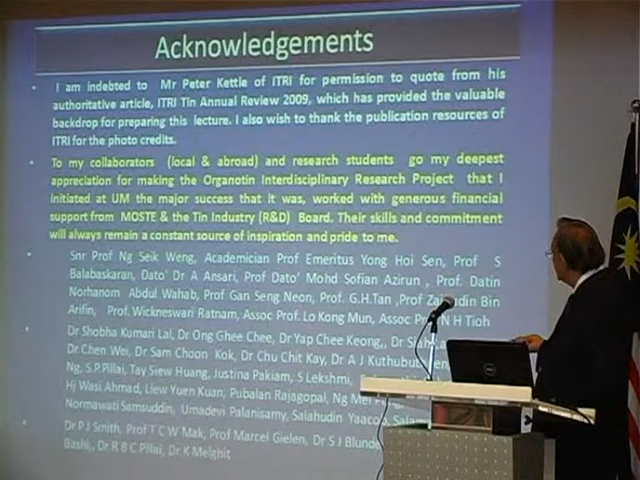 Acknowledgements
I am indebted to Mr Peter Kettle of ITRI for permission to quote from his
authoritative article, ITRI Tin Annual Review 2009, which has provided the valuable
backdrop for preparing this lecture. I also wish to thank the publication resources of
ITRI for the photo credits.
To my collaborators (local & abroad) and research students go my deepest
appreciation for making the Organotin Interdisciplinary Research Project that I
initiated at UM the major success that it was, worked with generous financial
support from MOSTE & the Tin Industry (R&D) Board. Their skills and commitment
will always remain a constant source of inspiration and pride to me.
Snr Prof Ng Seik Weng, Academician Prof Emeritus Yong Hoi Sen, Prof S
Balabaskaran, Dato' Dr A Ansari, Prof Dato' Mohd Sofian Azirun , Prof. Datin
Norhanom Abdul Wahab, Prof Gan Seng Neon, Prof. G.H.Tan ,Prof Bin
Arifin, Prof. Wickneswari Ratnam, Assoc Prof. Lo Kong Mun, Assoc N H Tioh
Dr Shobha Kumari Lal, Dr Ong Ghee Chee, Dr Yap Chee Keong,, Dr
Dr Chen Wei, Dr Sam Choon Kok, Dr Chu Chit Kay, Dr A J
Ng, S.P.Pillai, Tay Siew Huang, Justina Pakiam, S Lekshmi,
Hj Wasi Ahmad, Liew Yuen Kuan, Pubalan Rajagopal, Ng Mei
Normawati Samsuddin, Umadevi Palanisamy, Salahudin
Dr P J Smith, Prof T C W Mak, Prof Marcel Gielen, Dr S J
Bashi,, Dr R B C Pillai, Dr K Melghit